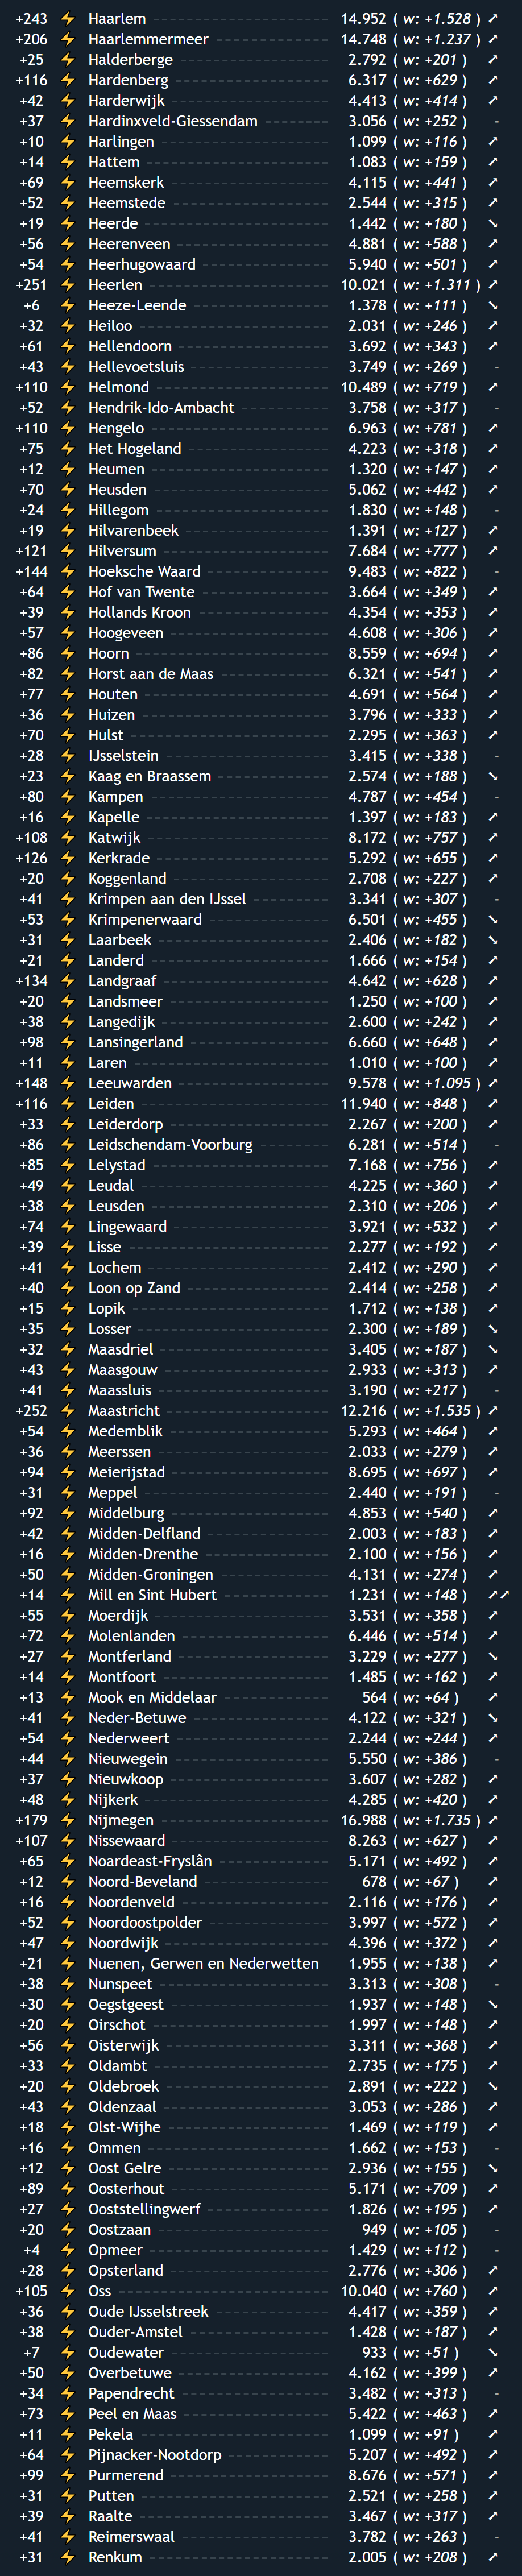 +243 ⚡ Haarlem 14.952 ( w: +1.528 ) ➚
+206 ⚡ Haarlemmermeer 14.748 ( w: +1.237 ) ➚
+25 ⚡ Halderberge 2.792 ( w: +201 ) ➚
+116 ⚡ Hardenberg 6.317 ( w: +629 ) ➚
+42 ⚡ Harderwijk 4.413 ( w: +414 ) ➚
+37 ⚡ Hardinxveld-Giessendam 3.056 ( w: +252 ) -
+10 ⚡ Harlingen 1.099 ( w: +116 ) ➚
+14 ⚡ Hattem 1.083 ( w: +159 ) ➚
+69 ⚡ Heemskerk 4.115 ( w: +441 ) ➚
+52 ⚡ Heemstede 2.544 ( w: +315 ) ➚
+19 ⚡ Heerde 1.442 ( w: +180 ) ➘
+56 ⚡ Heerenveen 4.881 ( w: +588 ) ➚
+54 ⚡ Heerhugowaard 5.940 ( w: +501 ) ➚
+251 ⚡ Heerlen 10.021 ( w: +1.311 ) ➚
+6 ⚡ Heeze-Leende 1.378 ( w: +111 ) ➘
+32 ⚡ Heiloo 2.031 ( w: +246 ) ➚
+61 ⚡ Hellendoorn 3.692 ( w: +343 ) ➚
+43 ⚡ Hellevoetsluis 3.749 ( w: +269 ) -
+110 ⚡ Helmond 10.489 ( w: +719 ) ➚
+52 ⚡ Hendrik-Ido-Ambacht 3.758 ( w: +317 ) -
+110 ⚡ Hengelo 6.963 ( w: +781 ) ➚
+75 ⚡ Het Hogeland 4.223 ( w: +318 ) ➚
+12 ⚡ Heumen 1.320 ( w: +147 ) ➚
+70 ⚡ Heusden 5.062 ( w: +442 ) ➚
+24 ⚡ Hillegom 1.830 ( w: +148 ) -
+19 ⚡ Hilvarenbeek 1.391 ( w: +127 ) ➚
+121 ⚡ Hilversum 7.684 ( w: +777 ) ➚
+144 ⚡ Hoeksche Waard 9.483 ( w: +822 ) -
+64 ⚡ Hof van Twente 3.664 ( w: +349 ) ➚
+39 ⚡ Hollands Kroon 4.354 ( w: +353 ) ➚
+57 ⚡ Hoogeveen 4.608 ( w: +306 ) ➚
+86 ⚡ Hoorn 8.559 ( w: +694 ) ➚
+82 ⚡ Horst aan de Maas 6.321 ( w: +541 ) ➚
+77 ⚡ Houten 4.691 ( w: +564 ) ➚
+36 ⚡ Huizen 3.796 ( w: +333 ) ➚
+70 ⚡ Hulst 2.295 ( w: +363 ) ➚
+28 ⚡ IJsselstein 3.415 ( w: +338 ) -
+23 ⚡ Kaag en Braassem 2.574 ( w: +188 ) ➘
+80 ⚡ Kampen 4.787 ( w: +454 ) -
+16 ⚡ Kapelle 1.397 ( w: +183 ) ➚
+108 ⚡ Katwijk 8.172 ( w: +757 ) ➚
+126 ⚡ Kerkrade 5.292 ( w: +655 ) ➚
+20 ⚡ Koggenland 2.708 ( w: +227 ) ➚
+41 ⚡ Krimpen aan den IJssel 3.341 ( w: +307 ) -
+53 ⚡ Krimpenerwaard 6.501 ( w: +455 ) ➘
+31 ⚡ Laarbeek 2.406 ( w: +182 ) ➘
+21 ⚡ Landerd 1.666 ( w: +154 ) ➚
+134 ⚡ Landgraaf 4.642 ( w: +628 ) ➚
+20 ⚡ Landsmeer 1.250 ( w: +100 ) ➚
+38 ⚡ Langedijk 2.600 ( w: +242 ) ➚
+98 ⚡ Lansingerland 6.660 ( w: +648 ) ➚
+11 ⚡ Laren 1.010 ( w: +100 ) ➚
+148 ⚡ Leeuwarden 9.578 ( w: +1.095 ) ➚
+116 ⚡ Leiden 11.940 ( w: +848 ) ➚
+33 ⚡ Leiderdorp 2.267 ( w: +200 ) ➚
+86 ⚡ Leidschendam-Voorburg 6.281 ( w: +514 ) -
+85 ⚡ Lelystad 7.168 ( w: +756 ) ➚
+49 ⚡ Leudal 4.225 ( w: +360 ) ➚
+38 ⚡ Leusden 2.310 ( w: +206 ) ➚
+74 ⚡ Lingewaard 3.921 ( w: +532 ) ➚
+39 ⚡ Lisse 2.277 ( w: +192 ) ➚
+41 ⚡ Lochem 2.412 ( w: +290 ) ➚
+40 ⚡ Loon op Zand 2.414 ( w: +258 ) ➚
+15 ⚡ Lopik 1.712 ( w: +138 ) ➚
+35 ⚡ Losser 2.300 ( w: +189 ) ➘
+32 ⚡ Maasdriel 3.405 ( w: +187 ) ➘
+43 ⚡ Maasgouw 2.933 ( w: +313 ) ➚
+41 ⚡ Maassluis 3.190 ( w: +217 ) -
+252 ⚡ Maastricht 12.216 ( w: +1.535 ) ➚
+54 ⚡ Medemblik 5.293 ( w: +464 ) ➚
+36 ⚡ Meerssen 2.033 ( w: +279 ) ➚
+94 ⚡ Meierijstad 8.695 ( w: +697 ) ➚
+31 ⚡ Meppel 2.440 ( w: +191 ) -
+92 ⚡ Middelburg 4.853 ( w: +540 ) ➚
+42 ⚡ Midden-Delfland 2.003 ( w: +183 ) ➚
+16 ⚡ Midden-Drenthe 2.100 ( w: +156 ) ➚
+50 ⚡ Midden-Groningen 4.131 ( w: +274 ) ➚
+14 ⚡ Mill en Sint Hubert 1.231 ( w: +148 ) ➚➚
+55 ⚡ Moerdijk 3.531 ( w: +358 ) ➚
+72 ⚡ Molenlanden 6.446 ( w: +514 ) ➚
+27 ⚡ Montferland 3.229 ( w: +277 ) ➘
+14 ⚡ Montfoort 1.485 ( w: +162 ) ➚
+13 ⚡ Mook en Middelaar 564 ( w: +64 ) ➚
+41 ⚡ Neder-Betuwe 4.122 ( w: +321 ) ➘
+54 ⚡ Nederweert 2.244 ( w: +244 ) ➚
+44 ⚡ Nieuwegein 5.550 ( w: +386 ) -
+37 ⚡ Nieuwkoop 3.607 ( w: +282 ) ➚
+48 ⚡ Nijkerk 4.285 ( w: +420 ) ➚
+179 ⚡ Nijmegen 16.988 ( w: +1.735 ) ➚
+107 ⚡ Nissewaard 8.263 ( w: +627 ) ➚
+65 ⚡ Noardeast-Fryslân 5.171 ( w: +492 ) ➚
+12 ⚡ Noord-Beveland 678 ( w: +67 ) ➚
+16 ⚡ Noordenveld 2.116 ( w: +176 ) ➚
+52 ⚡ Noordoostpolder 3.997 ( w: +572 ) ➚
+47 ⚡ Noordwijk 4.396 ( w: +372 ) ➚
+21 ⚡ Nuenen, Gerwen en Nederwetten 1.955 ( w: +138 ) ➚
+38 ⚡ Nunspeet 3.313 ( w: +308 ) -
+30 ⚡ Oegstgeest 1.937 ( w: +148 ) ➘
+20 ⚡ Oirschot 1.997 ( w: +148 ) ➚
+56 ⚡ Oisterwijk 3.311 ( w: +368 ) ➚
+33 ⚡ Oldambt 2.735 ( w: +175 ) ➚
+20 ⚡ Oldebroek 2.891 ( w: +222 ) ➘
+43 ⚡ Oldenzaal 3.053 ( w: +286 ) ➚
+18 ⚡ Olst-Wijhe 1.469 ( w: +119 ) ➚
+16 ⚡ Ommen 1.662 ( w: +153 ) -
+12 ⚡ Oost Gelre 2.936 ( w: +155 ) ➘
+89 ⚡ Oosterhout 5.171 ( w: +709 ) ➚
+27 ⚡ Ooststellingwerf 1.826 ( w: +195 ) ➚
+20 ⚡ Oostzaan 949 ( w: +105 ) -
+4 ⚡ Opmeer 1.429 ( w: +112 ) -
+28 ⚡ Opsterland 2.776 ( w: +306 ) ➚
+105 ⚡ Oss 10.040 ( w: +760 ) ➚
+36 ⚡ Oude IJsselstreek 4.417 ( w: +359 ) ➚
+38 ⚡ Ouder-Amstel 1.428 ( w: +187 ) ➚
+7 ⚡ Oudewater 933 ( w: +51 ) ➘
+50 ⚡ Overbetuwe 4.162 ( w: +399 ) ➚
+34 ⚡ Papendrecht 3.482 ( w: +313 ) -
+73 ⚡ Peel en Maas 5.422 ( w: +463 ) ➚
+11 ⚡ Pekela 1.099 ( w: +91 ) ➚
+64 ⚡ Pijnacker-Nootdorp 5.207 ( w: +492 ) ➚
+99 ⚡ Purmerend 8.676 ( w: +571 ) ➚
+31 ⚡ Putten 2.521 ( w: +258 ) ➚
+39 ⚡ Raalte 3.467 ( w: +317 ) ➚
+41 ⚡ Reimerswaal 3.782 ( w: +263 ) -
+31 ⚡ Renkum 2.005 ( w: +208 ) ➚